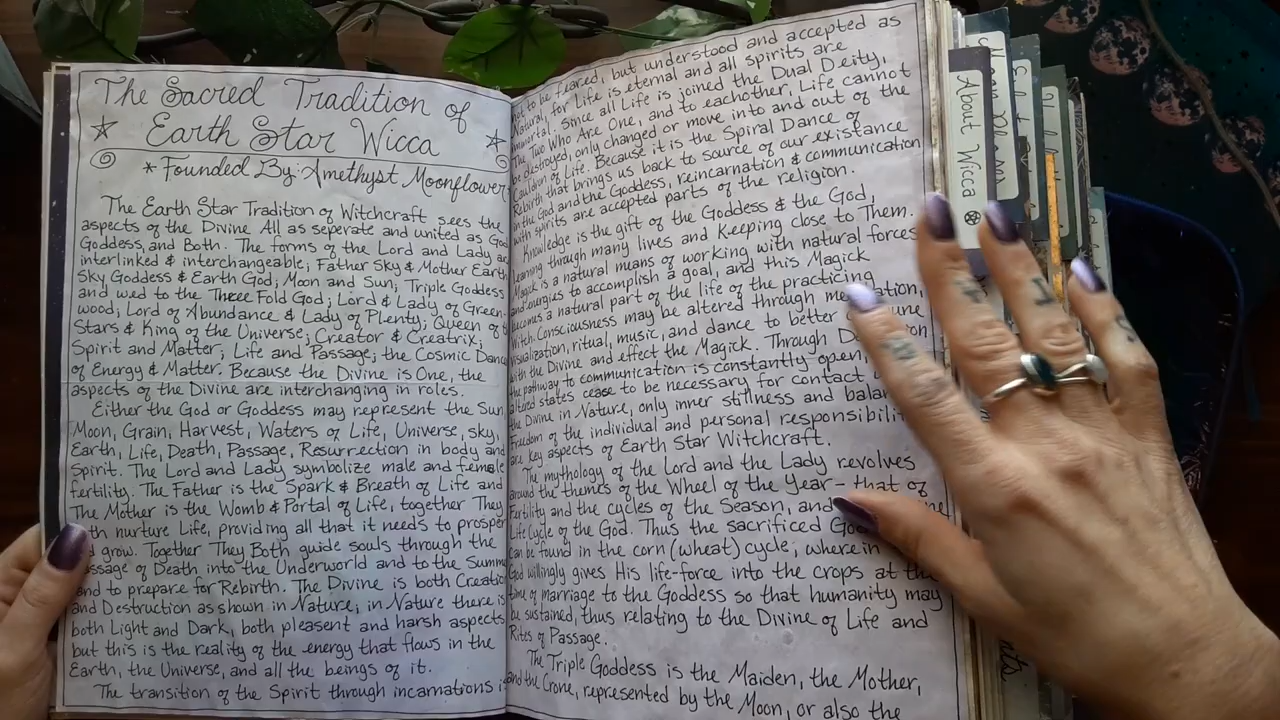 The Sacred Tradition of
Earth Star Wicca
* Founded By: Amethyst Moonflower
The Earth Star Tradition of Witchcraft sees the
aspects of the Divine All as seperate and united as God,
Goddess, and Both. The forms of the Lord and Lady are
interlinked & interchangeable; Father Sky & Mother Earth
Sky Goddess & Earth God; Moon and Sun; Triple Goddess
and wed to the Three Fold God; Lord & Lady of Green-
wood; Lord of Abundance & Lady of Plenty; Queen of
Stars & King of the Universe; Creator & Creatrix;
Spirit and Matter; Life and Passage; the Cosmic Dance
of Energy & Matter. Because the Divine is One, the
aspects of the Divine are interchanging in roles.
Either the God or Goddess may represent the Sun,
Moon, Grain, Harvest, Waters of Life, Universe, sky,
Earth, Life, Death, Passage, Resurrection in body and
Spirit. The Lord and Lady symbolize male and female
fertility. The Father is the Spark & Breath of Life and
The Mother is the Womb & Portal of Life, together They
nurture Life, providing all that it needs to prosper
grow. Together They Both guide souls through the
of Death into the Underworld and to the
and to prepare for Rebirth. The Divine is both Creation
and Destruction as shown in Nature; in Nature there is
both Light and Dark, both pleasent and harsh aspects
but this is the reality of the energy that flows in the
Earth, the Universe, and all the beings of it.
The transition of the Spirit through incarnations is
not to be feared, but understood and accepted as
Natural, for Life is eternal and all spirits are
Since all Life is joined the Dual Deity,
The Two Who Are One, and to eachother, Life cannot
be destroyed, only changed or move into and out of the
Cauldron of Life. Because it is the Spiral Dance of
Rebirth that brings us back to source of our existence
in the God and the Goddess, reincarnation & communication
with spirits are accepted parts of the religion.
Knowledge is the gift of the Goddess & the God,
learning through many lives and Keeping close to Them.
Magick is a natural means of working with natural forces
and energies to accomplish a goal, and this Magick
becomes a natural part of the life of the practicing
Witch. Consciousness may be altered through
visualization, ritual, music, and dance to better
with the Divine and effect the Magick. Through
the pathway to communication is constantly open,
altered states cease to be necessary for contact
the Divine in Nature, only inner stillness and
Freedom of the individual and personal
are key aspects of Earth Star Witchcraft.
The mythology of the Lord and the Lady revolves
around the themes of the Wheel of the Year - that of
Fertility and the cycles of the Season, and
Life Cycle of the God. Thus the sacrificed
can be found in the corn (wheat) cycle; wherein
God willingly gives His life-force into the crops at the
time of marriage to the Goddess so that humanity may
be sustained, thus relating to the Divine of Life and
Rites of Passage.
The Triple Goddess is the Maiden, the Mother,
and the Crone, represented by the Moon, or also the
About Wicca